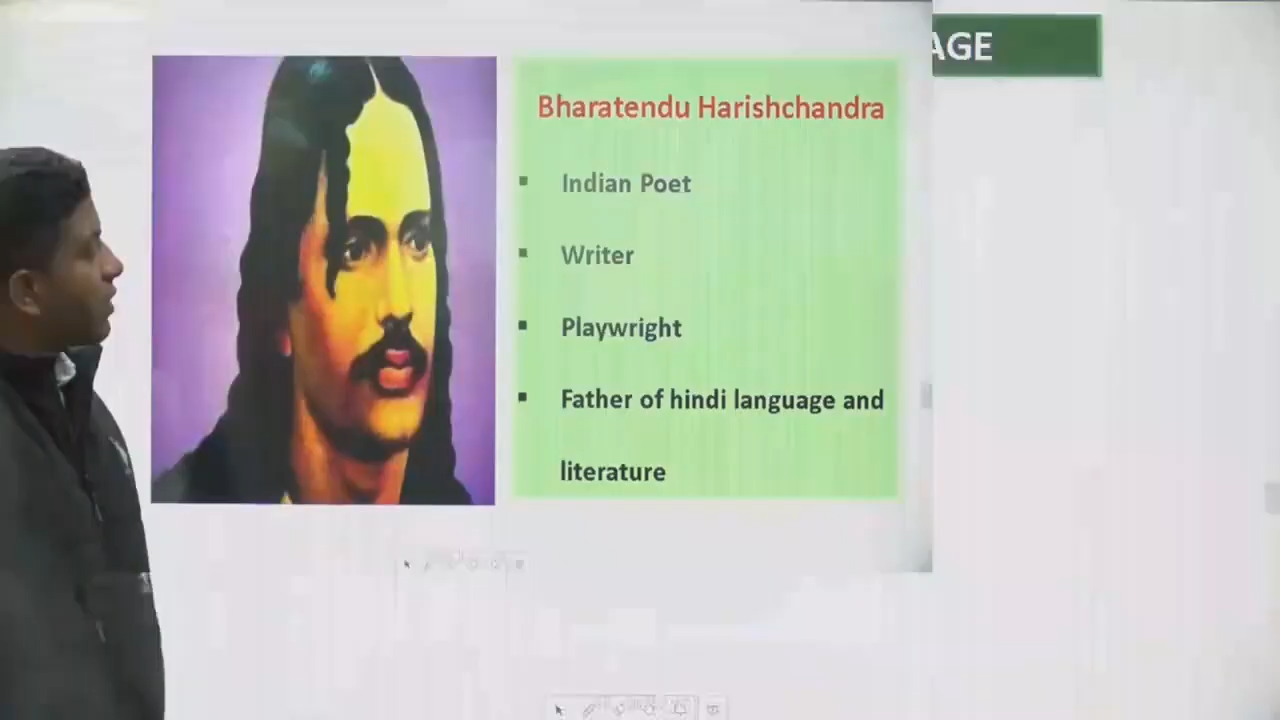 AGE
Bharatendu Harishchandra
▪ Indian Poet
▪ Writer
▪ Playwright
▪ Father of hindi language and
literature